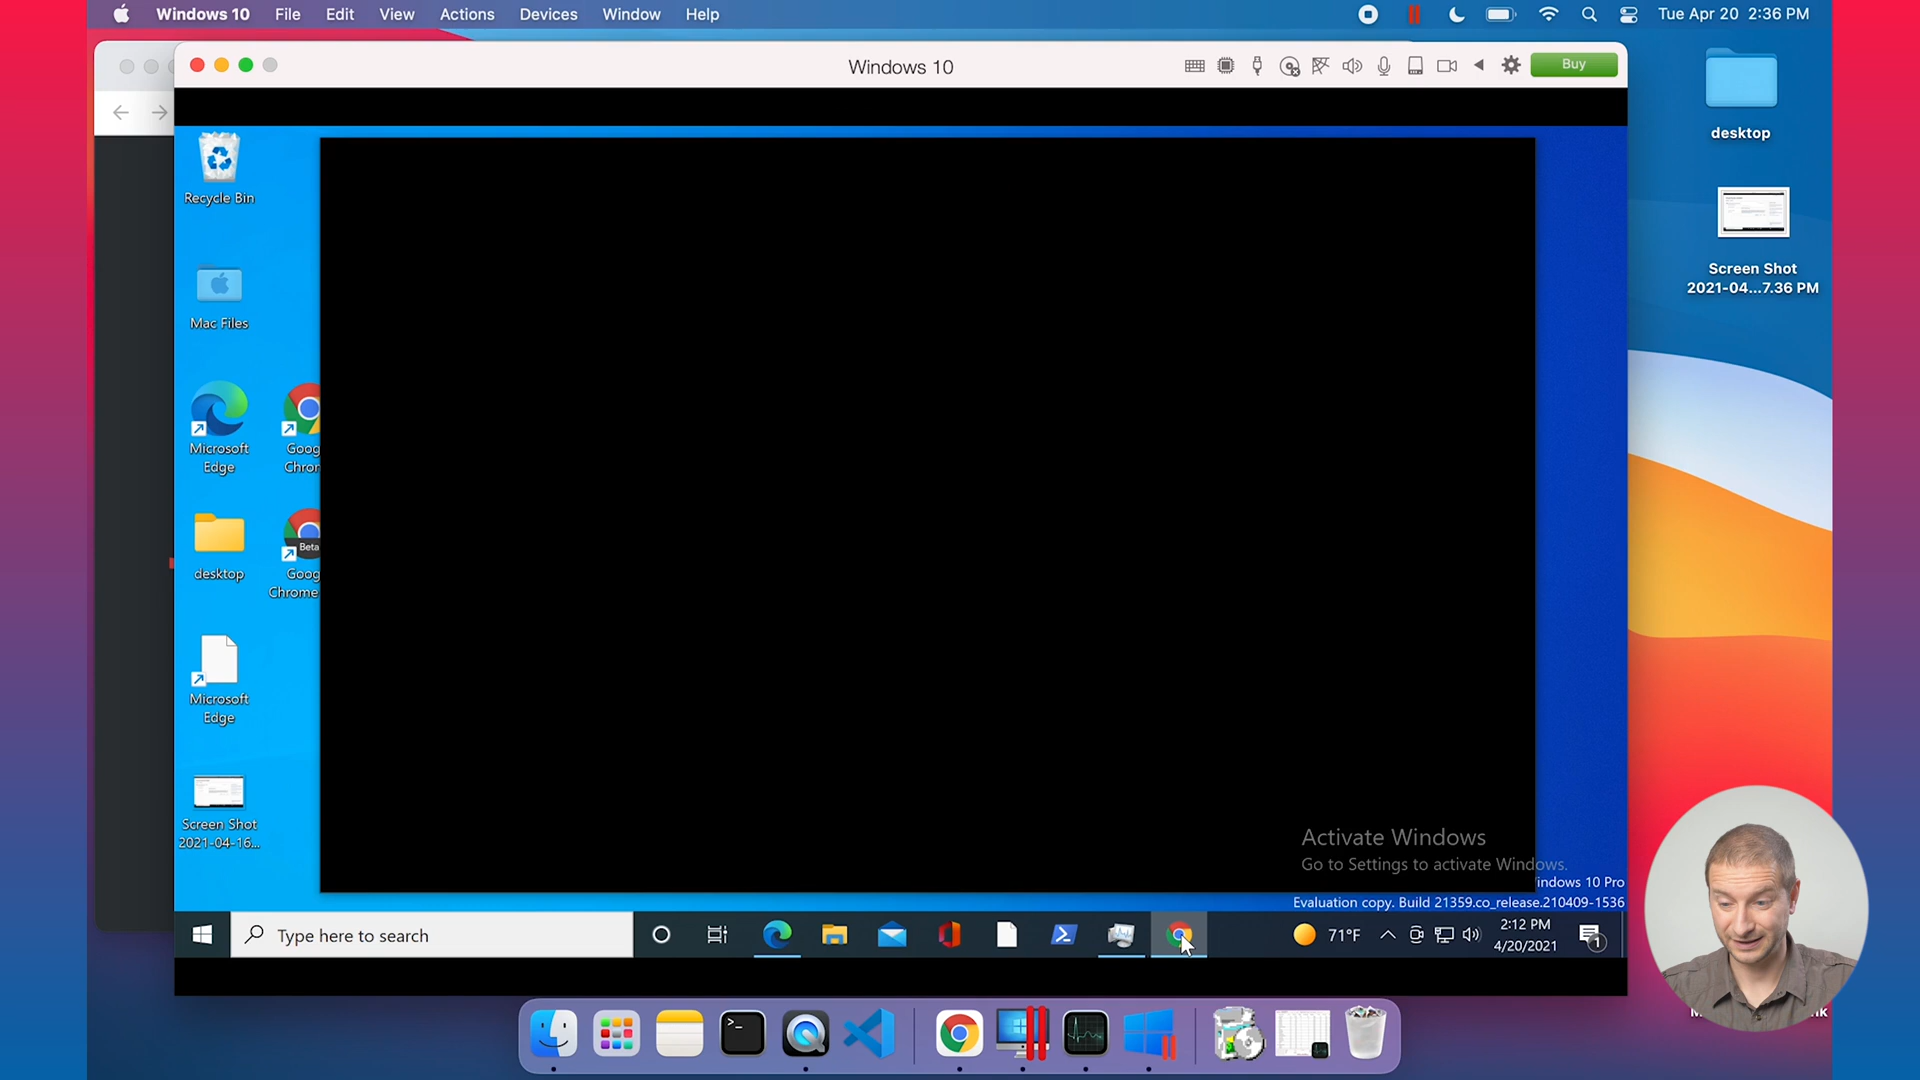 Windows 10 File Edit View Actions Devices Window Help Tue Apr 20 2:36 PM
Windows 10
Buy
desktop
Screen Shot
2021-04...7.36 PM
Recycle Bin
Mac Files
Microsoft
Edge
Goog
Chror
desktop
Beta
Goog
Chrome
Microsoft
Edge
Screen Shot
2021-04-16...
Activate Windows
Go to Settings to activate Windows.
indows 10 Pro
Evaluation copy. Build 21359.co_release.210409-1536
Type here to search
71°F
2:12 PM
4/20/2021
1